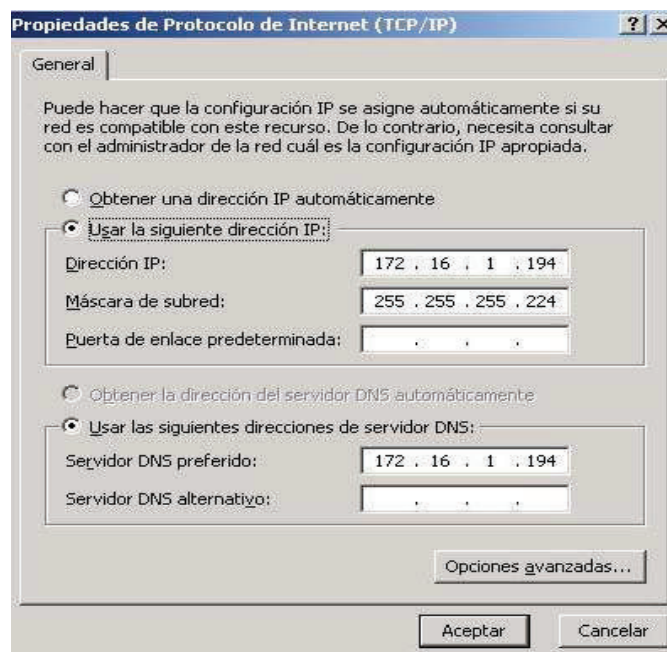 Propiedades de Protocolo de Internet (TCP/IP)
General
Puede hacer que la configuración IP se asigne automáticamente si su
red es compatible con este recurso. De lo contrario, necesita consultar
con el administrador de la red cuál es la configuración IP apropiada.
Obtener una dirección IP automáticamente
Usar la siguiente dirección IP:
Dirección IP: 172 . 16 . 1 . 194
Máscara de subred: 255 . 255 . 255 . 224
Puerta de enlace predeterminada: . . .
Obtener la dirección del servidor DNS automáticamente
Usar las siguientes direcciones de servidor DNS:
Servidor DNS preferido: 172 . 16 . 1 . 194
Servidor DNS alternativo: . . .
Opciones avanzadas...
Aceptar Cancelar